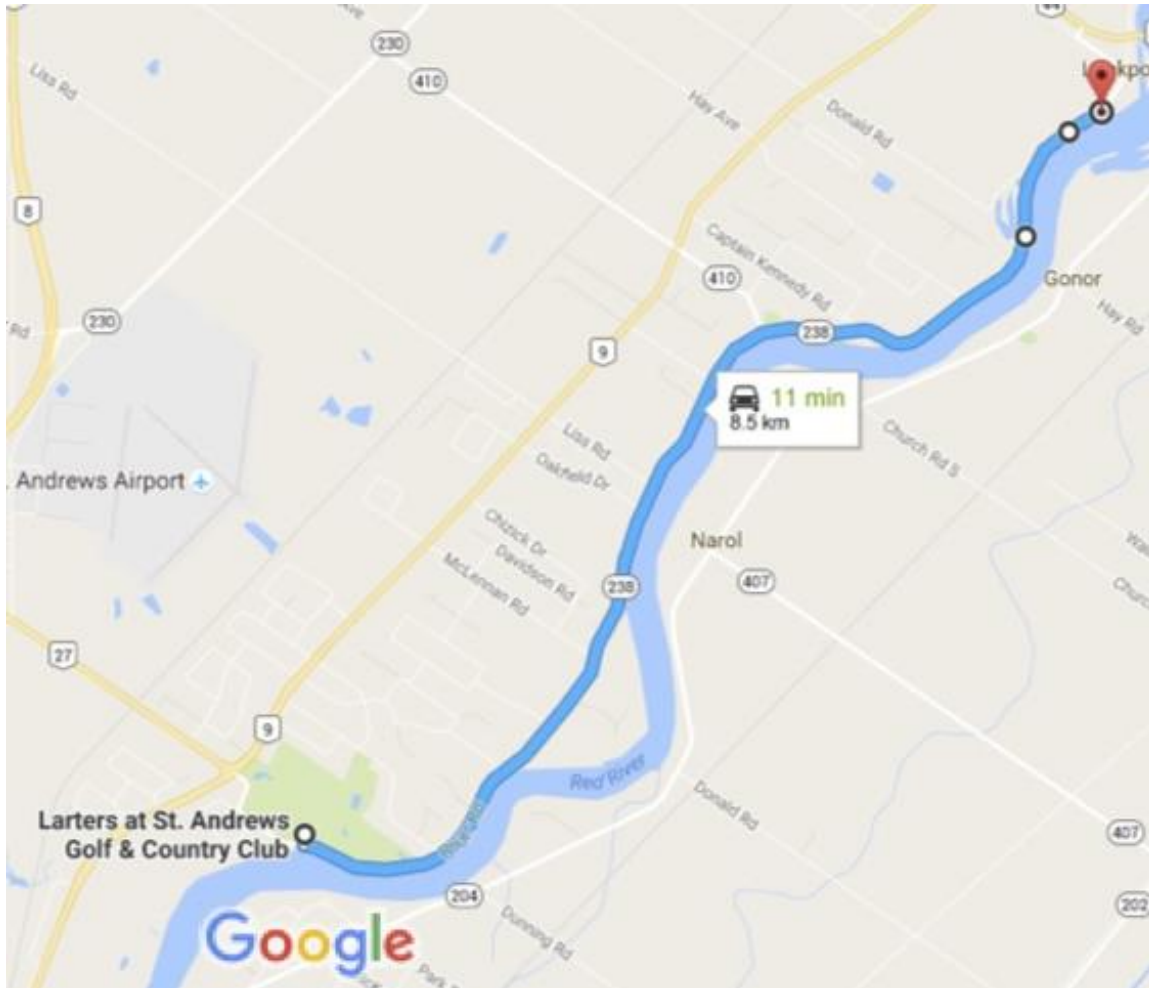 44
230
410
Liss Rd
Hay Ave
Donald Rd
8
Captain Kennedy Rd
410
Gonor
230
Rd
238
Hay Rd
9
11 min
8.5 km
Lisa Rd
Church Rd S
Oakfield Dr
Andrews Airport
Chizick Dr
Narol
Davidson Rd
407
McLennan Rd
238
27
9
Red River
Donald Rd
Larters at St. Andrews
Golf & Country Club
407
204
202
Dunning Rd
Google